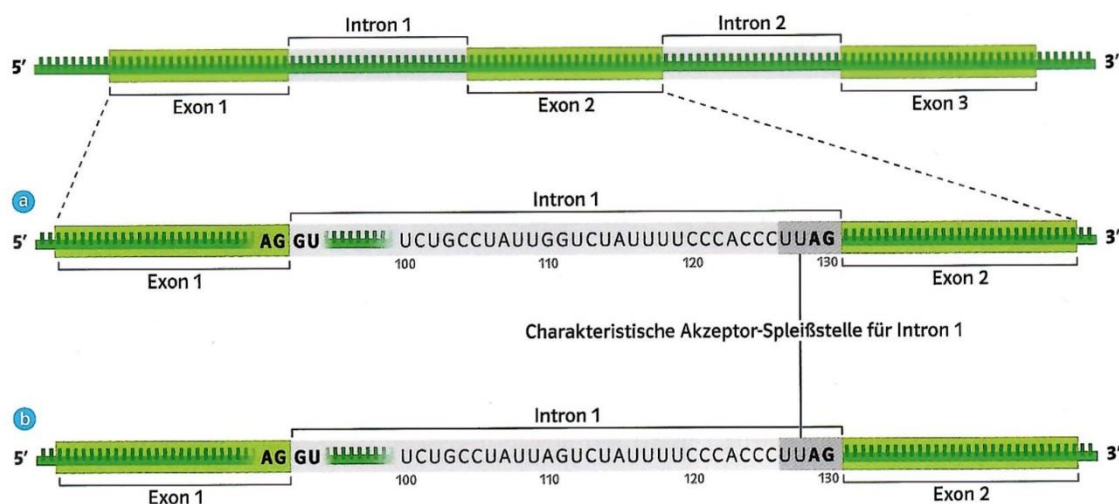 Intron 1 Intron 2
5′ 3′
Exon 1 Exon 2 Exon 3
a
Intron 1
5′ AG GU UCUGCCUAUUGGUCUAUUUUCCCACCCUUAG 3′
100 110 120 130
Exon 1 Exon 2
Charakteristische Akzeptor-Spleißstelle für Intron 1
b
Intron 1
5′ AG GU UCUGCCUAUUAGUCUAUUUUCCCACCCUUAG 3′
100 110 120 130
Exon 1 Exon 2